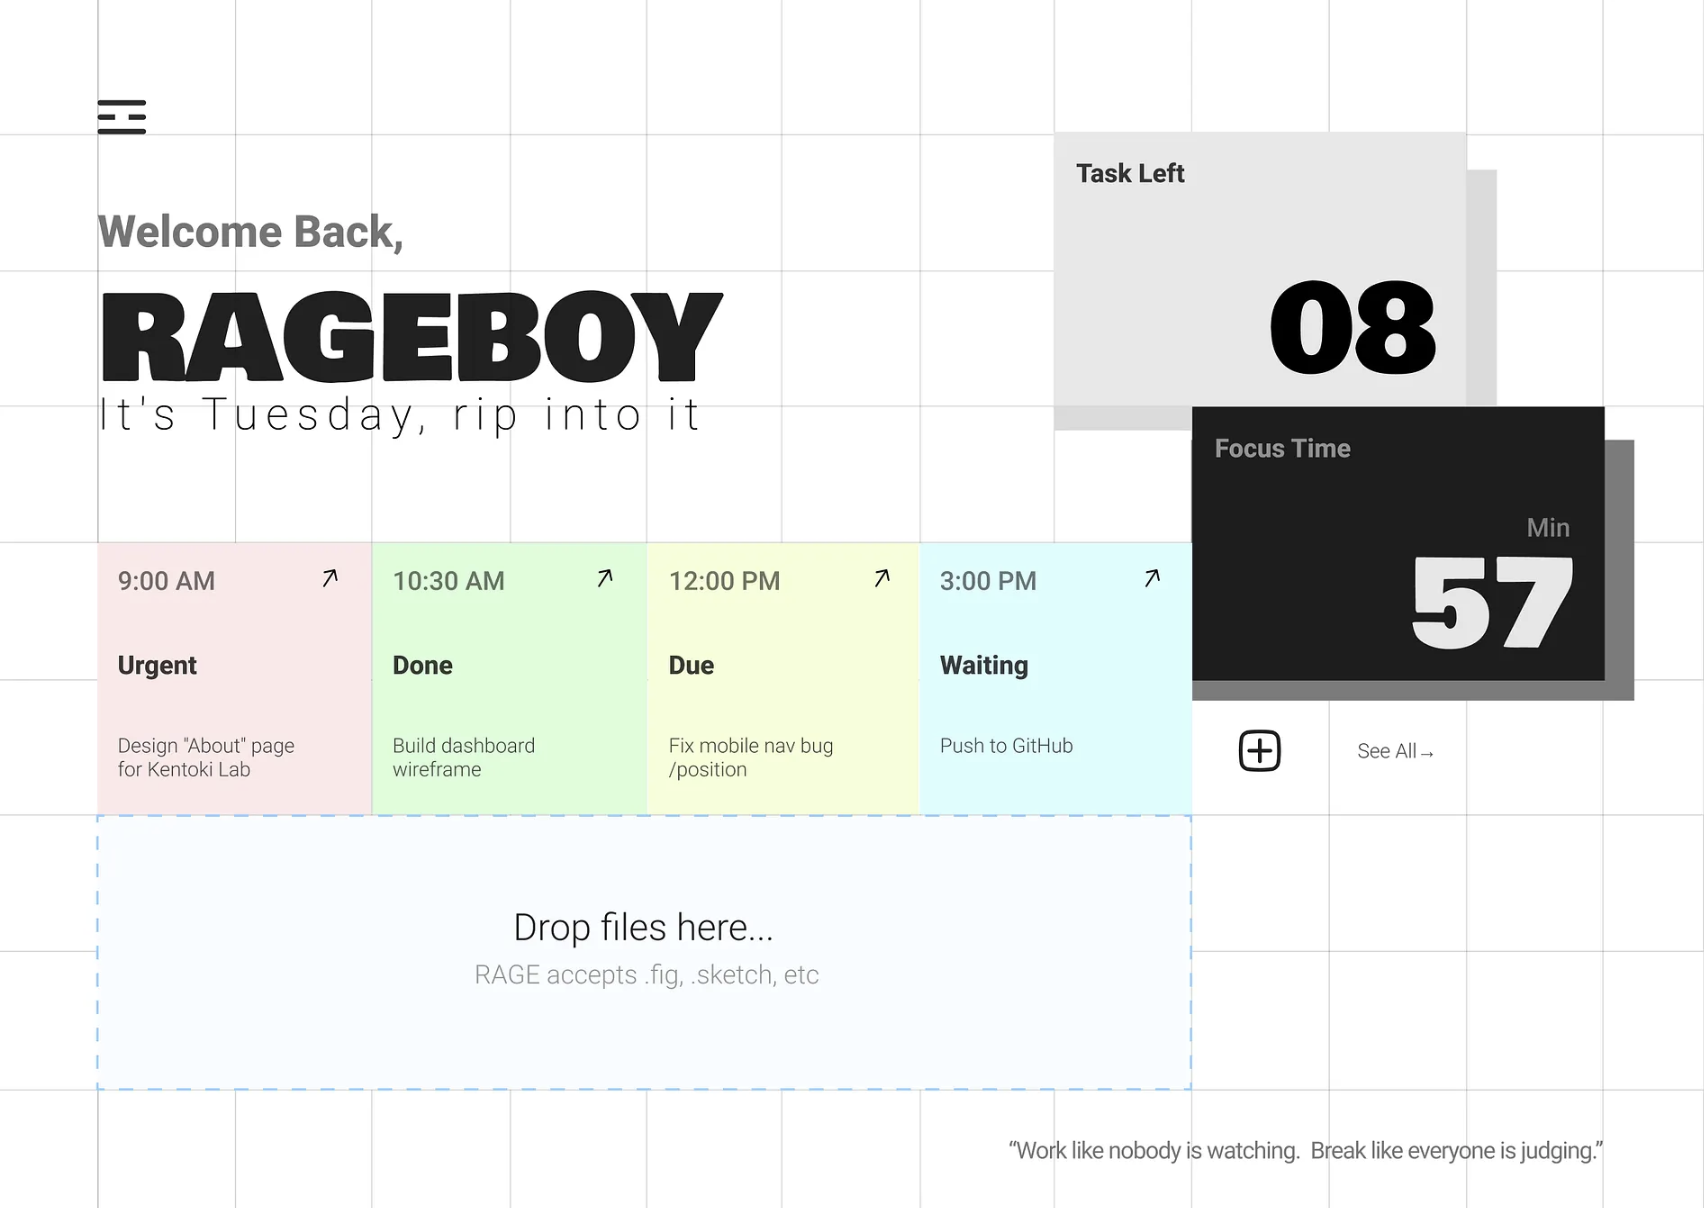 Welcome Back,
RAGEBOY
It's Tuesday, rip into it
Task Left
08
Focus Time
Min
57
9:00 AM
Urgent
Design "About" page
for Kentoki Lab
10:30 AM
Done
Build dashboard
wireframe
12:00 PM
Due
Fix mobile nav bug
/position
3:00 PM
Waiting
Push to GitHub
See All→
Drop files here...
RAGE accepts .fig, .sketch, etc
“Work like nobody is watching. Break like everyone is judging.”